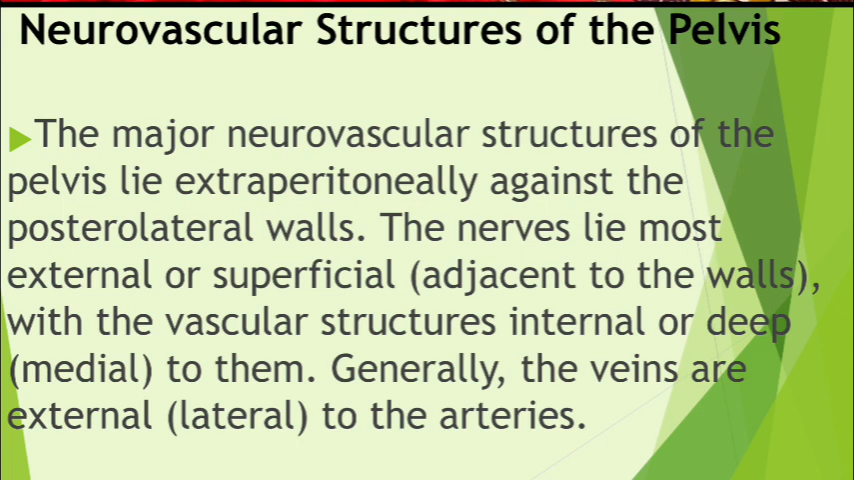 Neurovascular Structures of the Pelvis
The major neurovascular structures of the
pelvis lie extraperitoneally against the
posterolateral walls. The nerves lie most
external or superficial (adjacent to the walls),
with the vascular structures internal or deep
(medial) to them. Generally, the veins are
external (lateral) to the arteries.